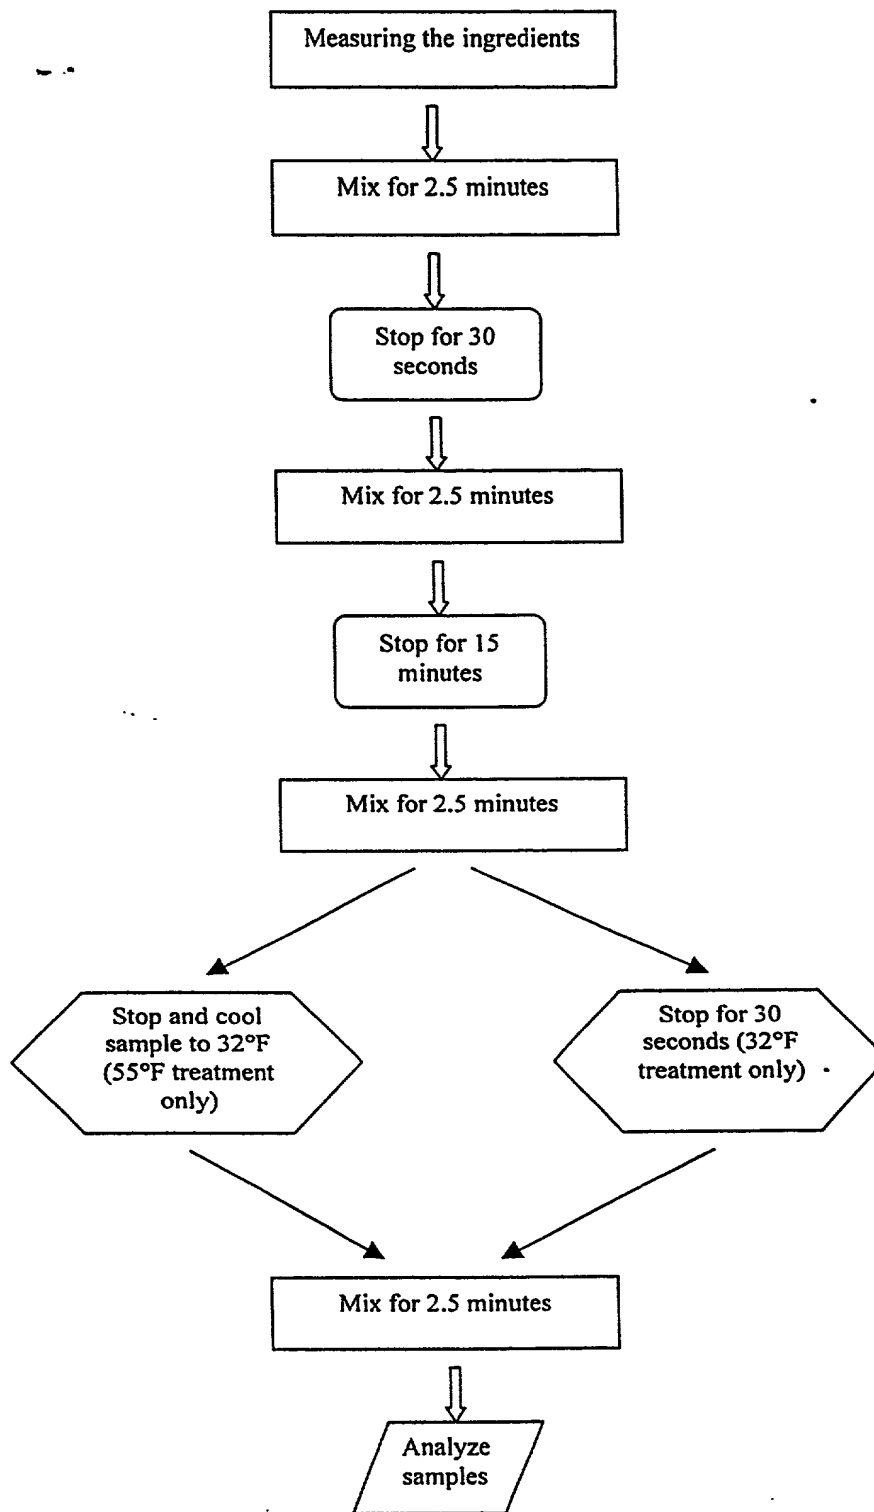 Measuring the ingredients
Mix for 2.5 minutes
Stop for 30
seconds
Mix for 2.5 minutes
Stop for 15
minutes
Mix for 2.5 minutes
Stop and cool
sample to 32°F
(55°F treatment
only)
Stop for 30
seconds (32°F
treatment only)
Mix for 2.5 minutes
Analyze
samples